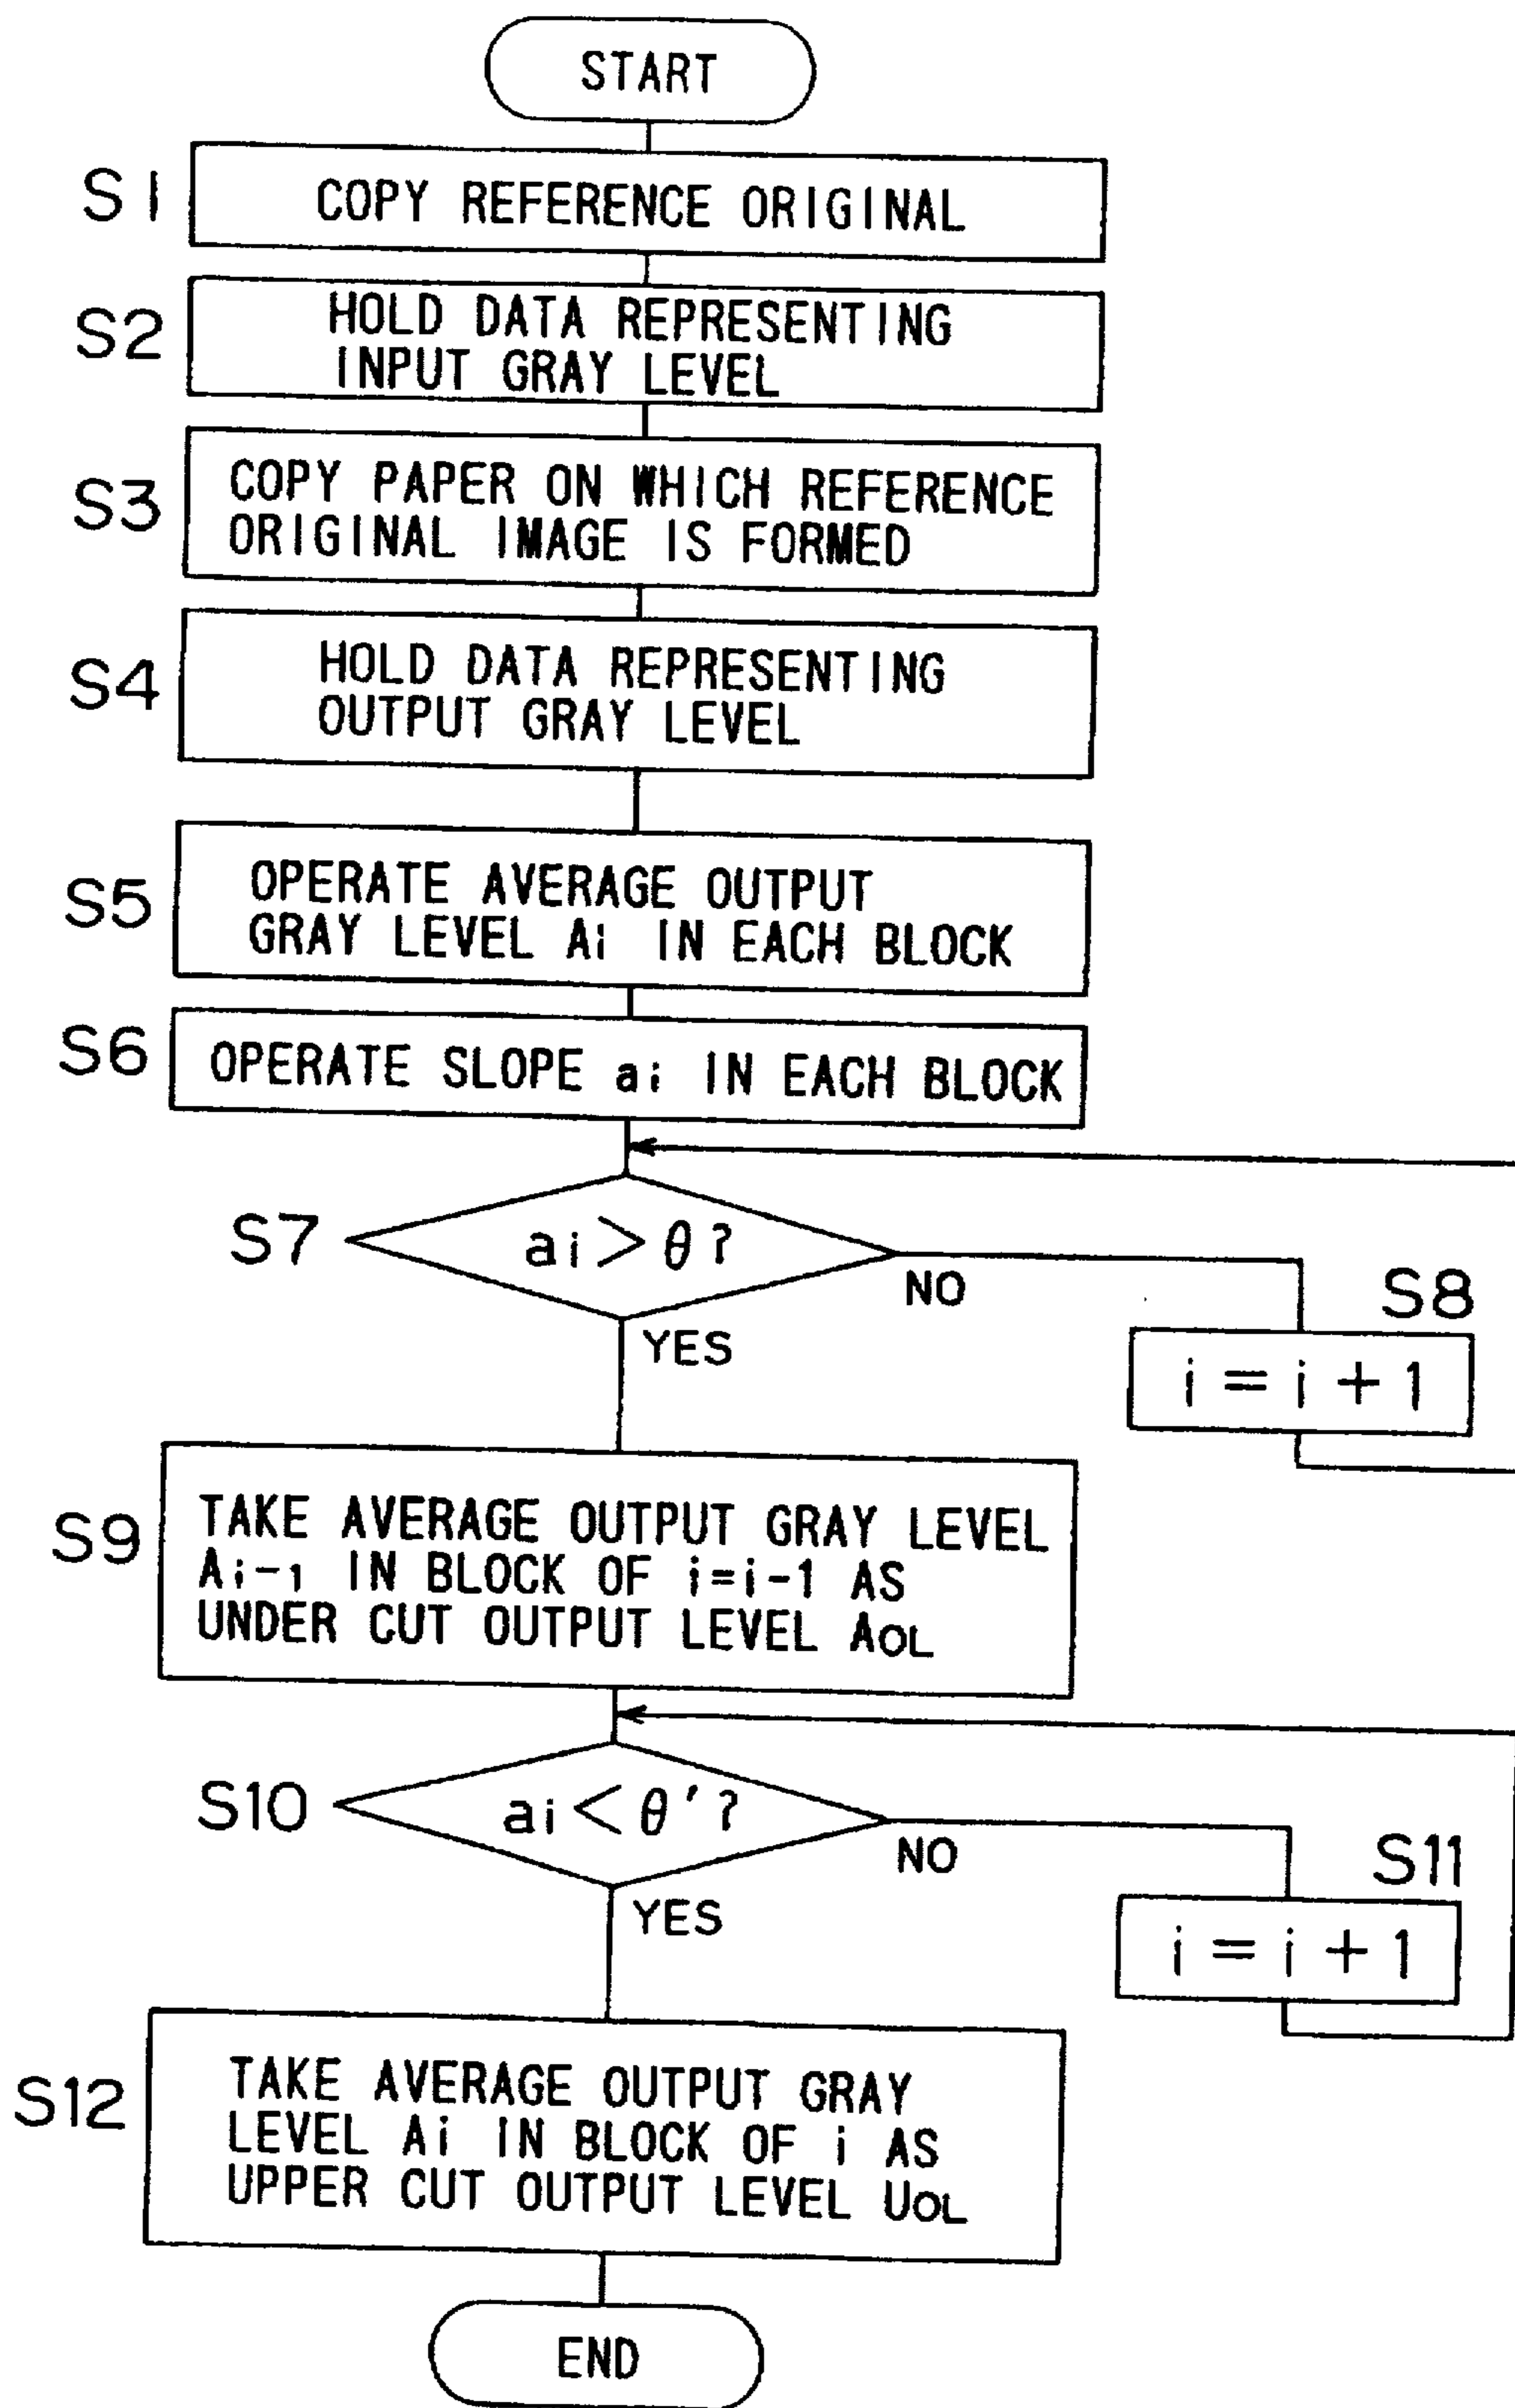 START
S1
COPY REFERENCE ORIGINAL
S2
HOLD DATA REPRESENTING
INPUT GRAY LEVEL
S3
COPY PAPER ON WHICH REFERENCE
ORIGINAL IMAGE IS FORMED
S4
HOLD DATA REPRESENTING
OUTPUT GRAY LEVEL
S5
OPERATE AVERAGE OUTPUT
GRAY LEVEL Ai IN EACH BLOCK
S6
OPERATE SLOPE ai IN EACH BLOCK
S7
ai > θ ?
NO
YES
S8
i = i + 1
S9
TAKE AVERAGE OUTPUT GRAY LEVEL
Ai-1 IN BLOCK OF i=i-1 AS
UNDER CUT OUTPUT LEVEL AOL
S10
ai < θ' ?
NO
YES
S11
i = i + 1
S12
TAKE AVERAGE OUTPUT GRAY
LEVEL Ai IN BLOCK OF i AS
UPPER CUT OUTPUT LEVEL UOL
END